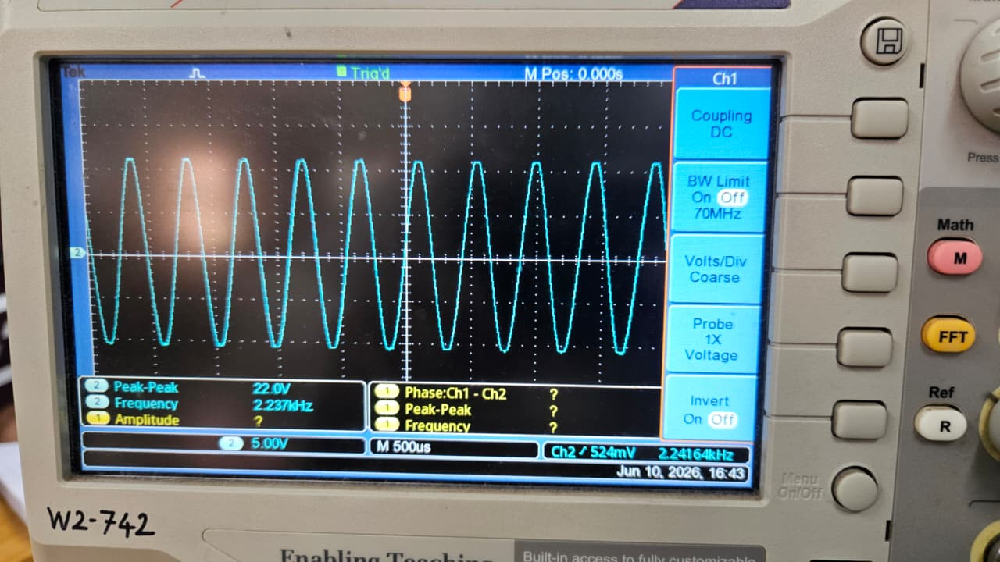 Tek Trig'd M Pos: 0.000s
Ch1
Coupling
DC
BW Limit
On Off
70MHz
Volts/Div
Coarse
Probe
1X
Voltage
Invert
On Off
2
2 Peak-Peak 22.0V
2 Frequency 2.237kHz
1 Amplitude ?
1 Phase:Ch1 - Ch2 ?
1 Peak-Peak ?
1 Frequency ?
2 5.00V
M 500us
Ch2 524mV 2.24164kHz
Jun 10, 2026, 16:43
Press
Math
M
FFT
Ref
R
Menu
On/Off
W2-742
Enabling Teaching
Built-in access to fully customizable